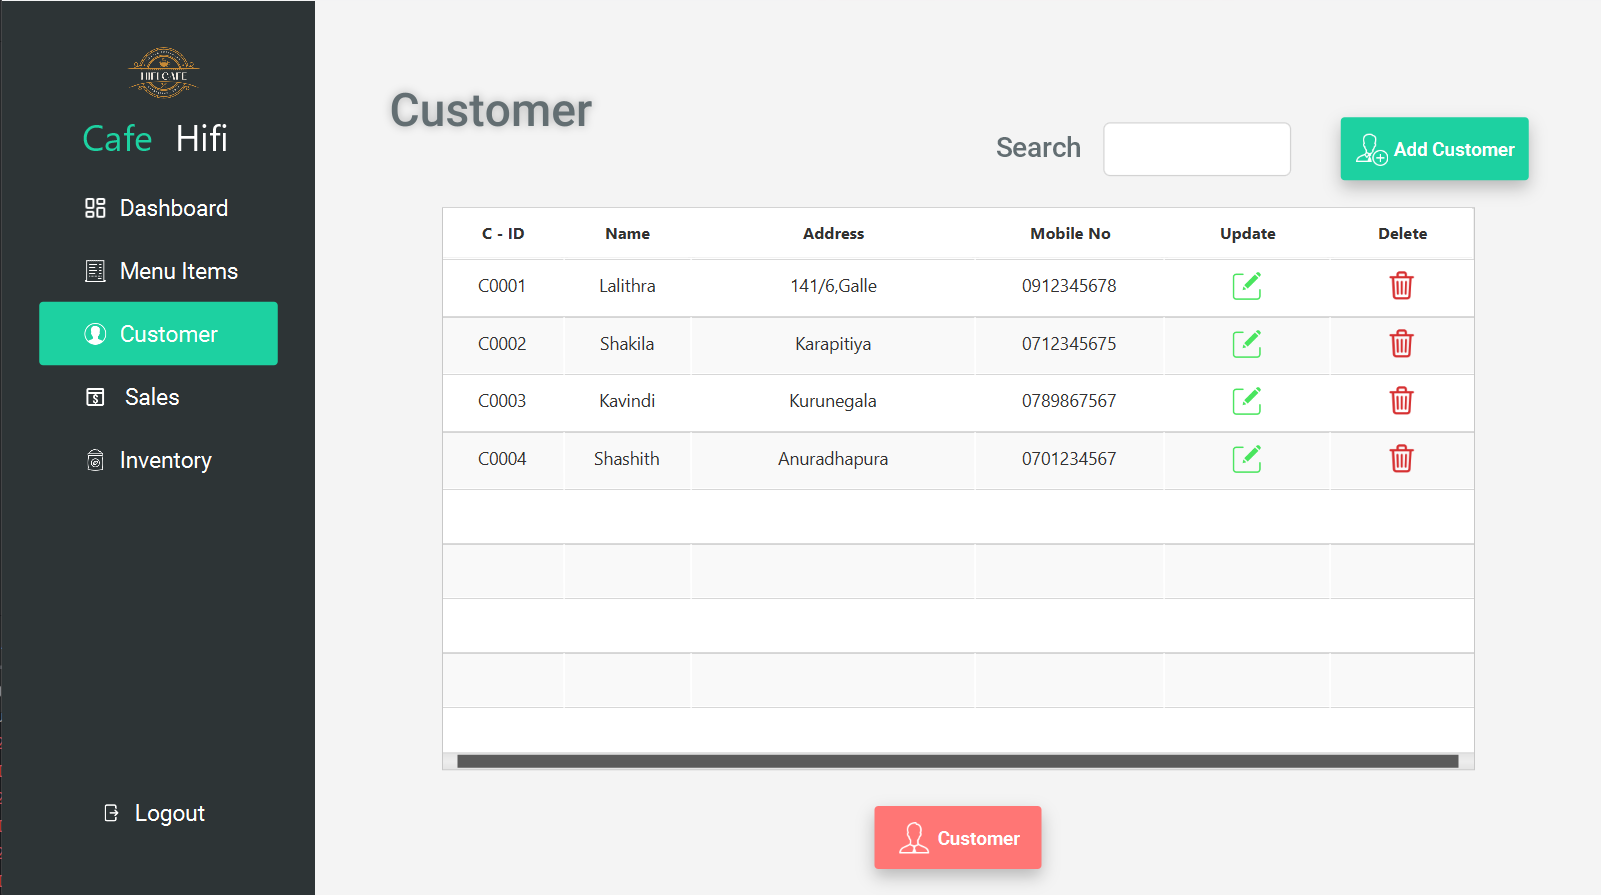 HIFI CAFE
Cafe Hifi
Dashboard
Menu Items
Customer
Sales
Inventory
Logout
Customer
Search
Add Customer
C - ID Name Address Mobile No Update Delete
C0001 Lalithra 141/6,Galle 0912345678
C0002 Shakila Karapitiya 0712345675
C0003 Kavindi Kurunegala 0789867567
C0004 Shashith Anuradhapura 0701234567
Customer